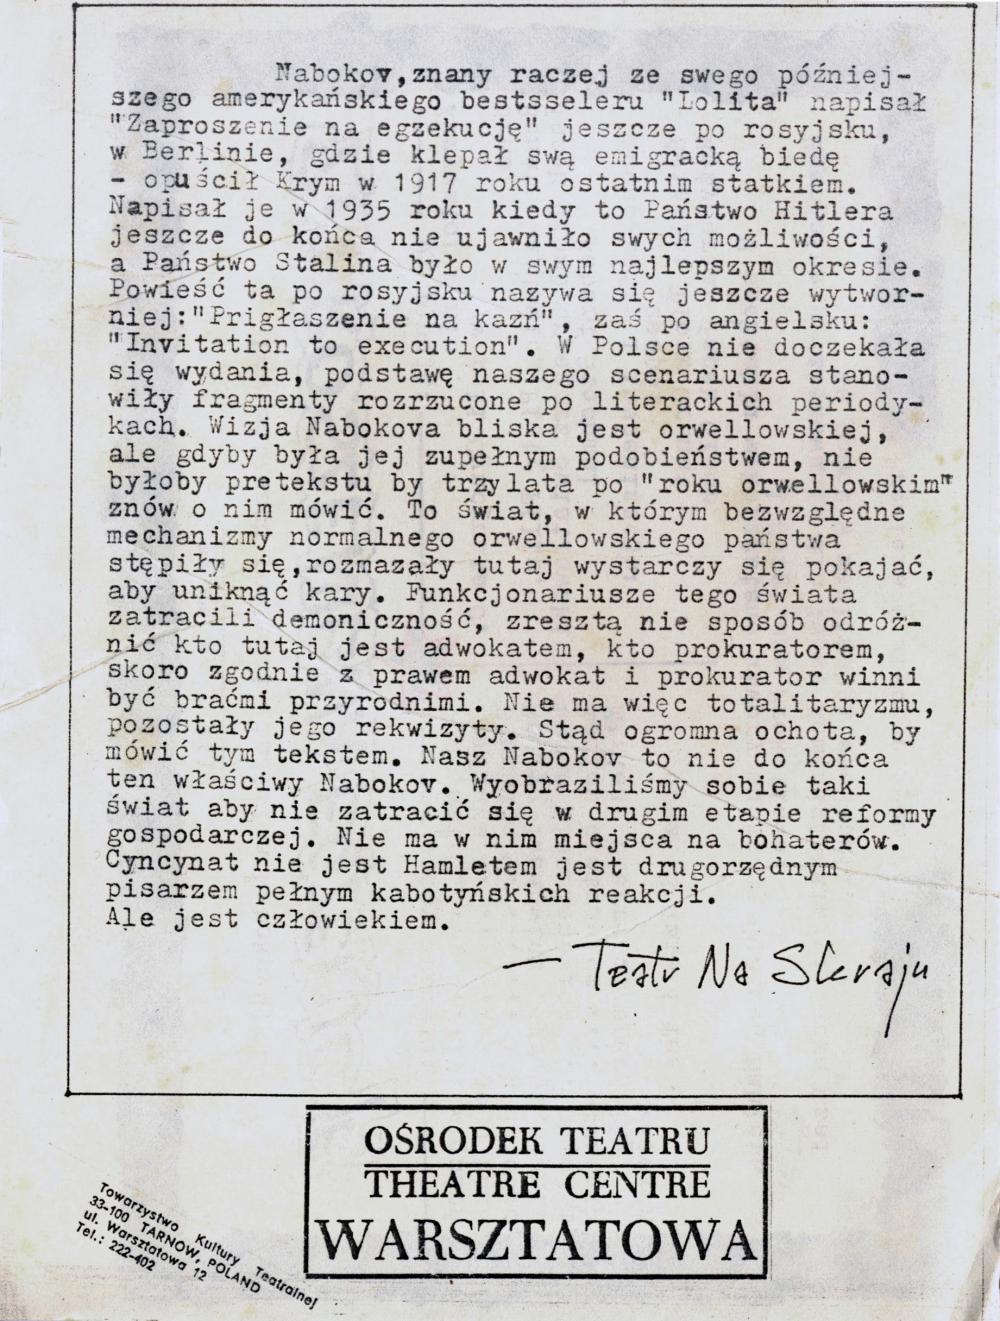 Nabokov,znany raczej ze swego później-
szego amerykańskiego bestsseleru "Lolita" napisał
"Zaproszenie na egzekucję" jeszcze po rosyjsku,
w Berlinie, gdzie klepał swą emigracką biedę
- opuścił Krym w 1917 roku ostatnim statkiem.
Napisał je w 1935 roku kiedy to Państwo Hitlera
jeszcze do końca nie ujawniło swych możliwości,
a Państwo Stalina było w swym najlepszym okresie.
Powieść ta po rosyjsku nazywa się jeszcze wytwor-
niej:"Prigłaszenie na kazń", zaś po angielsku:
"Invitation to execution". W Polsce nie doczekała
się wydania, podstawę naszego scenariusza stano-
wiły fragmenty rozrzucone po literackich periody-
kach. Wizja Nabokova bliska jest orwellowskiej,
ale gdyby była jej zupełnym podobieństwem, nie
byłoby pretekstu by trzy lata po "roku orwellowskim"
znów o nim mówić. To świat, w którym bezwzględne
mechanizmy normalnego orwellowskiego państwa
stępiły się,rozmazały tutaj wystarczy się pokajać,
aby uniknąć kary. Funkcjonariusze tego świata
zatracili demoniczność, zresztą nie sposób odróż-
nić kto tutaj jest adwokatem, kto prokuratorem,
skoro zgodnie z prawem adwokat i prokurator winni
być braćmi przyrodnimi. Nie ma więc totalitaryzmu,
pozostały jego rekwizyty. Stąd ogromna ochota, by
mówić tym tekstem. Nasz Nabokov to nie do końca
ten właściwy Nabokov. Wyobraziliśmy sobie taki
świat aby nie zatracić się w drugim etapie reformy
gospodarczej. Nie ma w nim miejsca na bohaterów.
Cyncynat nie jest Hamletem jest drugorzędnym
pisarzem pełnym kabotyńskich reakcji.
Ale jest człowiekiem.
— Teatr Na Skraju
OŚRODEK TEATRU
THEATRE CENTRE
WARSZTATOWA
Towarzystwo Kultury Teatralnej
33-100 TARNOW, POLAND
ul. Warsztatowa 12
Tel.: 222-402